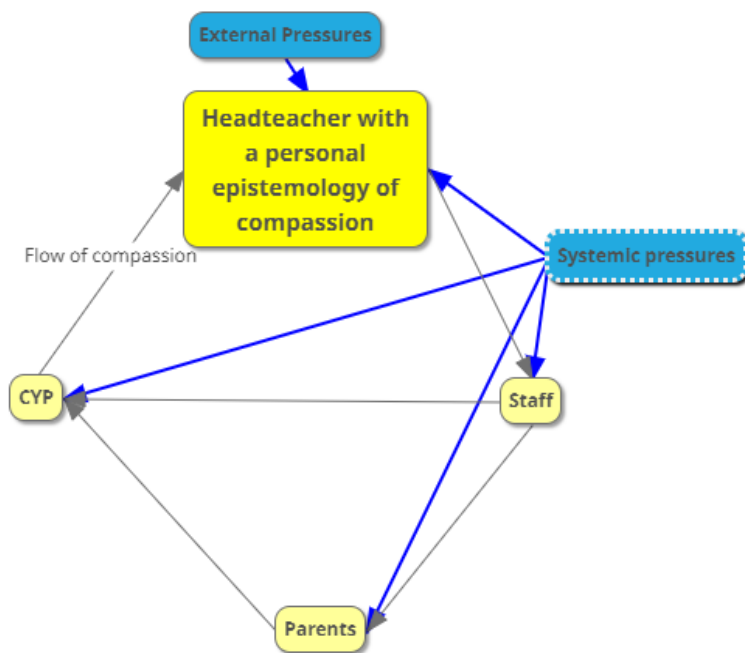 External Pressures
Headteacher with
a personal
epistemology of
compassion
Flow of compassion
Systemic pressures
CYP
Staff
Parents